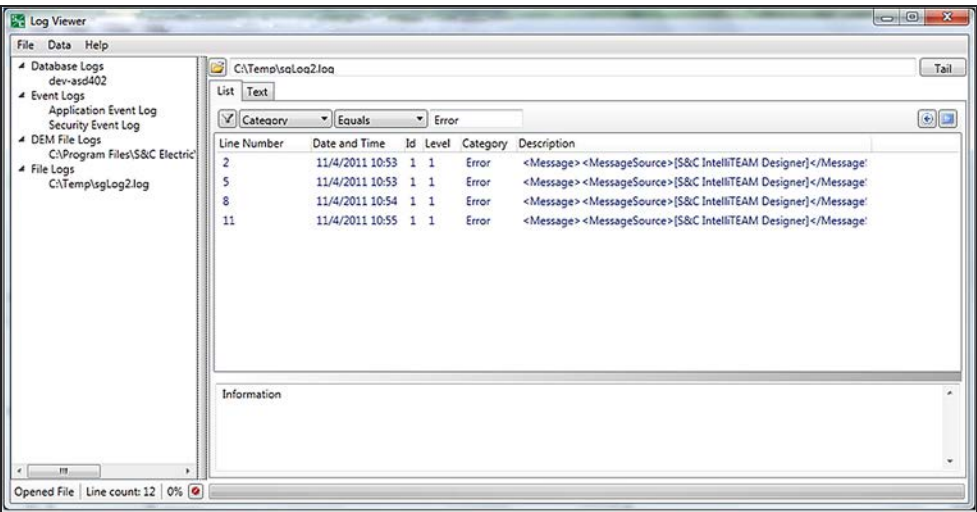 Log Viewer
File Data Help
Database Logs
dev-asd402
Event Logs
Application Event Log
Security Event Log
DEM File Logs
C:\Program Files\S&C Electric\
File Logs
C:\Temp\sgLog2.log
C:\Temp\sgLog2.log
Tail
List Text
Category Equals Error
Line Number Date and Time Id Level Category Description
2 11/4/2011 10:53 1 1 Error <Message><MessageSource>[S&C IntelliTEAM Designer]</Message
5 11/4/2011 10:53 1 1 Error <Message><MessageSource>[S&C IntelliTEAM Designer]</Message
8 11/4/2011 10:54 1 1 Error <Message><MessageSource>[S&C IntelliTEAM Designer]</Message
11 11/4/2011 10:55 1 1 Error <Message><MessageSource>[S&C IntelliTEAM Designer]</Message
Information
Opened File Line count: 12 0%